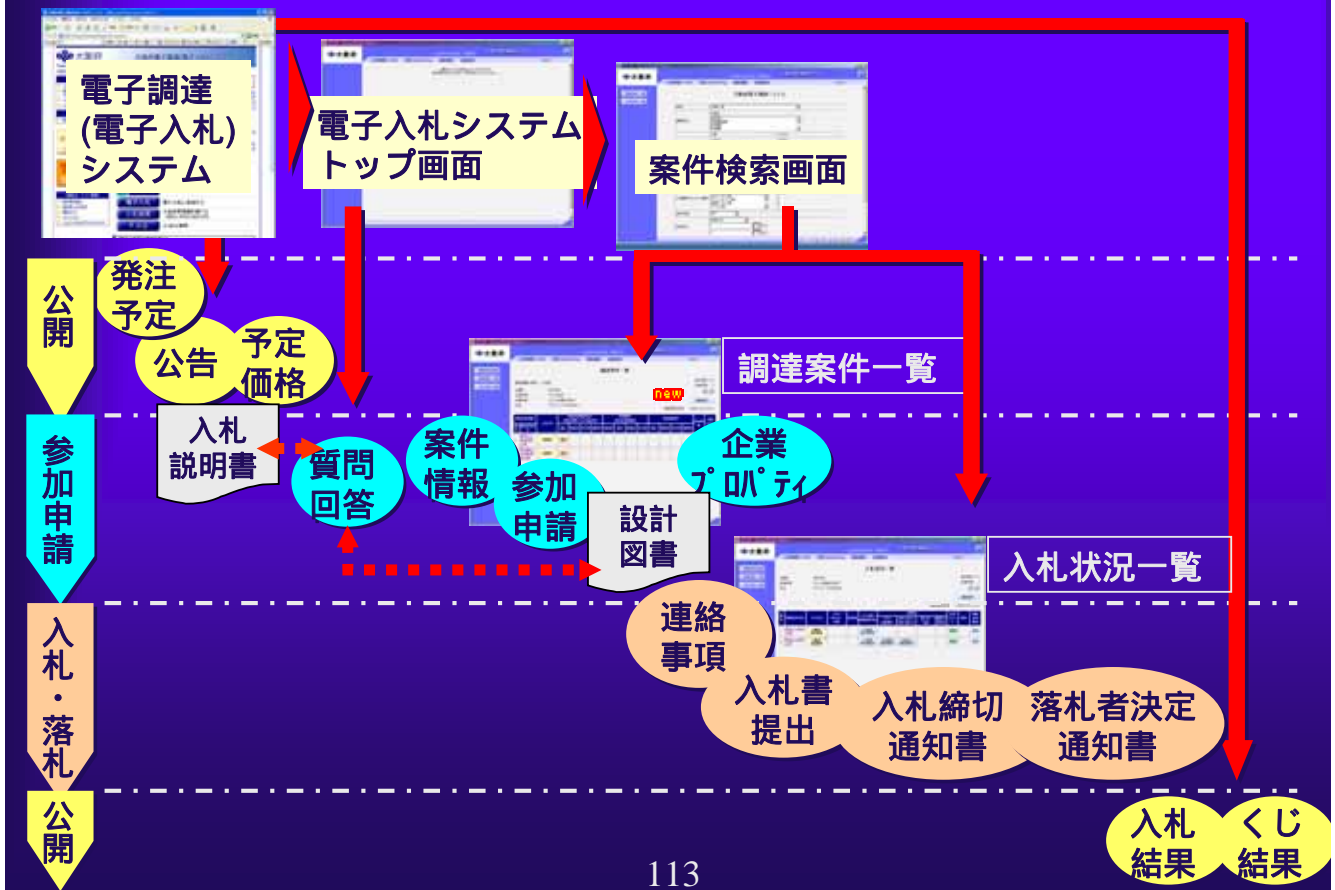 電子調達
(電子入札)
システム
電子入札システム
トップ画面
案件検索画面
公開
発注
予定
公告
予定
価格
調達案件一覧
new
参加申請
入札
説明書
質問
回答
案件
情報
参加
申請
企業
プロパティ
設計
図書
入札状況一覧
入札・落札
連絡
事項
入札書
提出
入札締切
通知書
落札者決定
通知書
公開
入札
結果
くじ
結果
113